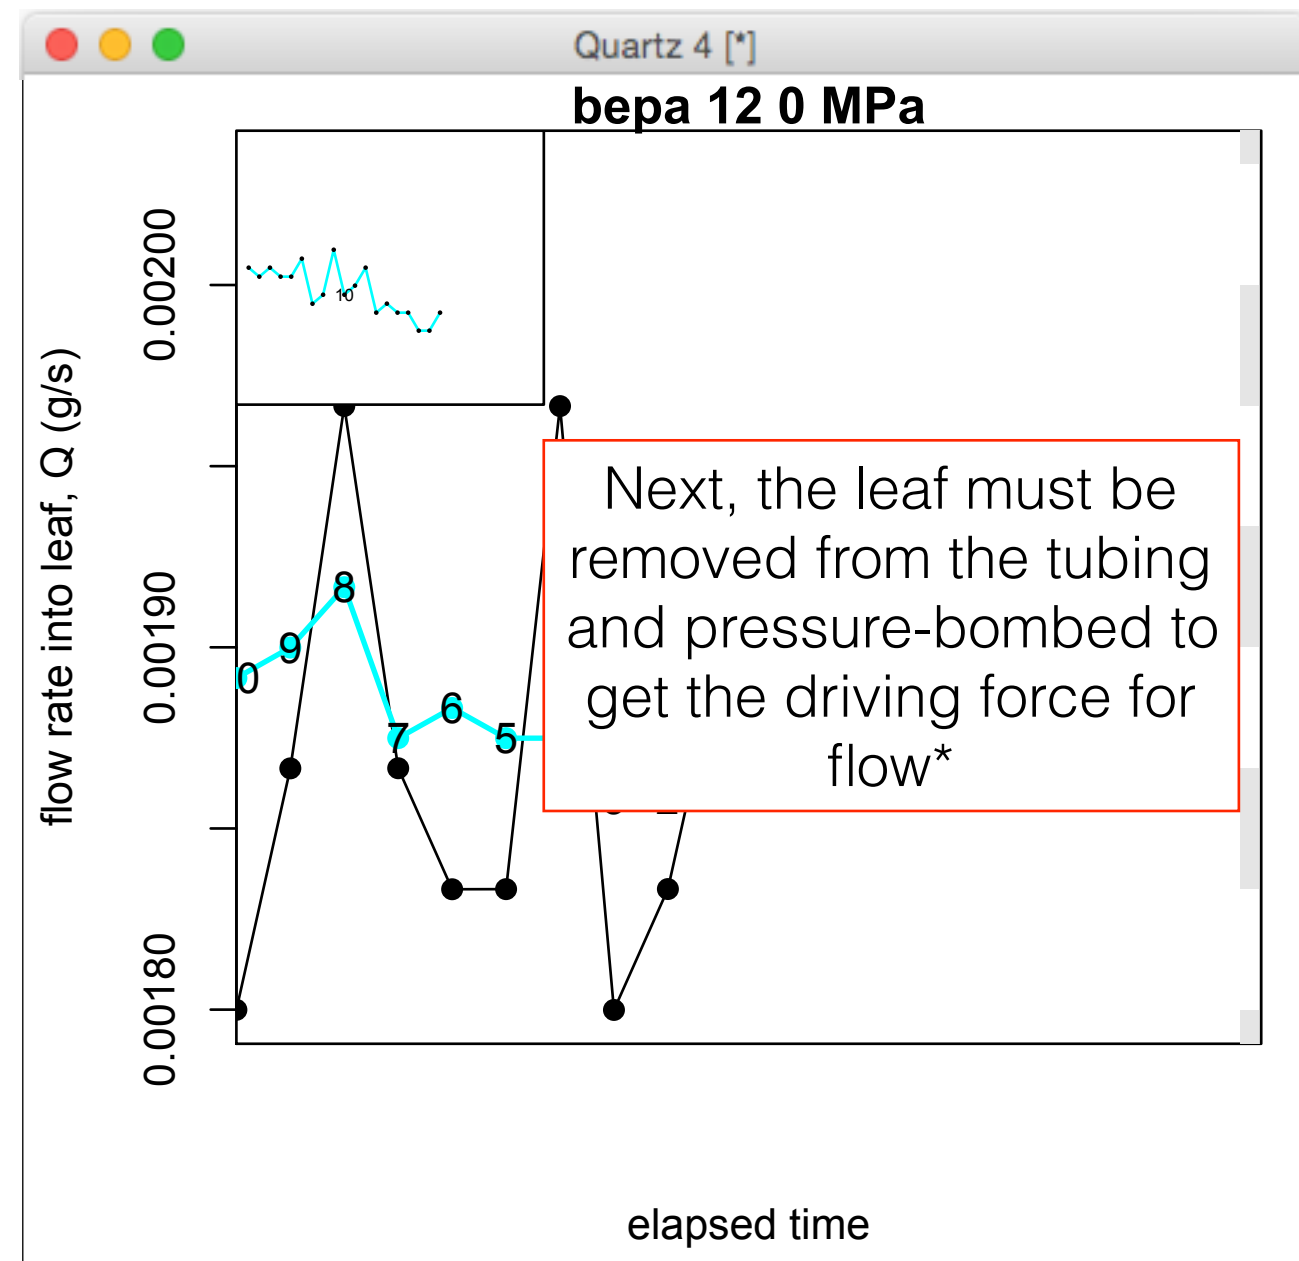 Quartz 4 [*]
bepa 12 0 MPa
flow rate into leaf, Q (g/s)
0.00200
0.00190
0.00180
10
0
9
8
7
6
5
Next, the leaf must be
removed from the tubing
and pressure-bombed to
get the driving force for
flow*
elapsed time